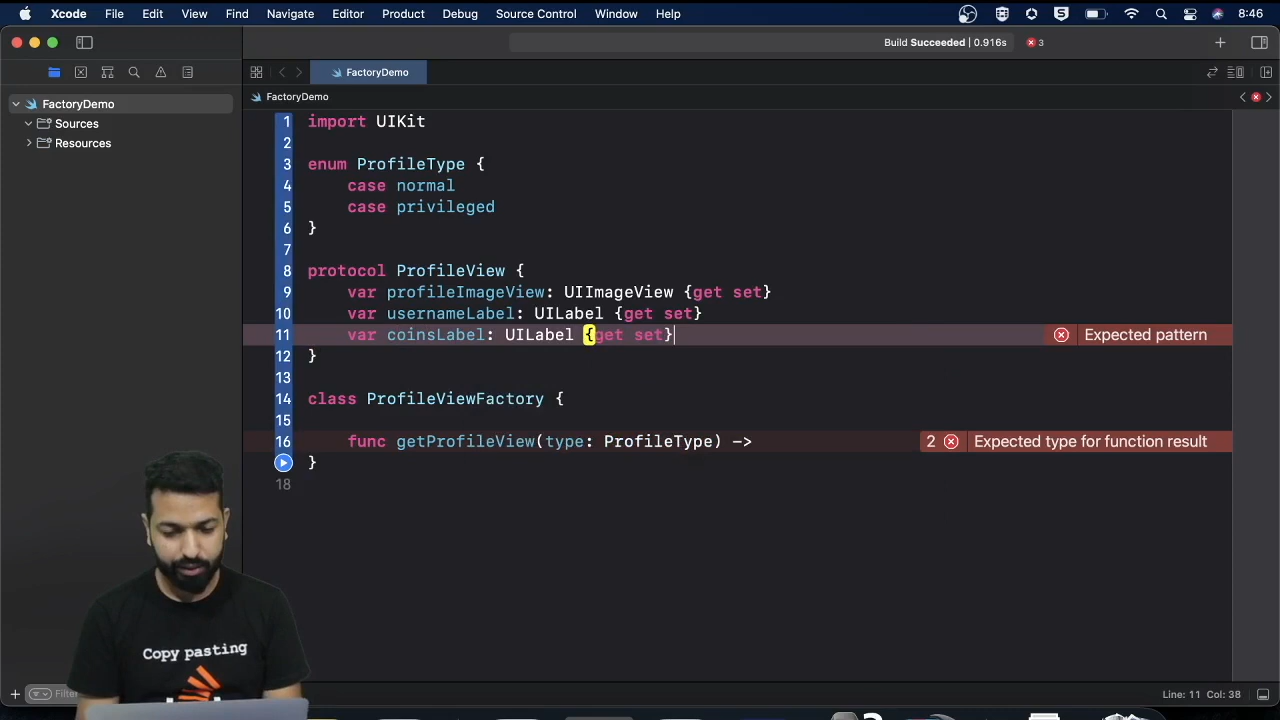 Xcode File Edit View Find Navigate Editor Product Debug Source Control Window Help 8:46
Build Succeeded | 0.916s 3
FactoryDemo
FactoryDemo
FactoryDemo
Sources
Resources
1 import UIKit
2
3 enum ProfileType {
4 case normal
5 case privileged
6 }
7
8 protocol ProfileView {
9 var profileImageView: UIImageView {get set}
10 var usernameLabel: UILabel {get set}
11 var coinsLabel: UILabel {get set} Expected pattern
12 }
13
14 class ProfileViewFactory {
15
16 func getProfileView(type: ProfileType) -> 2 Expected type for function result
}
18
Copy pasting
Filter
Line: 11 Col: 38